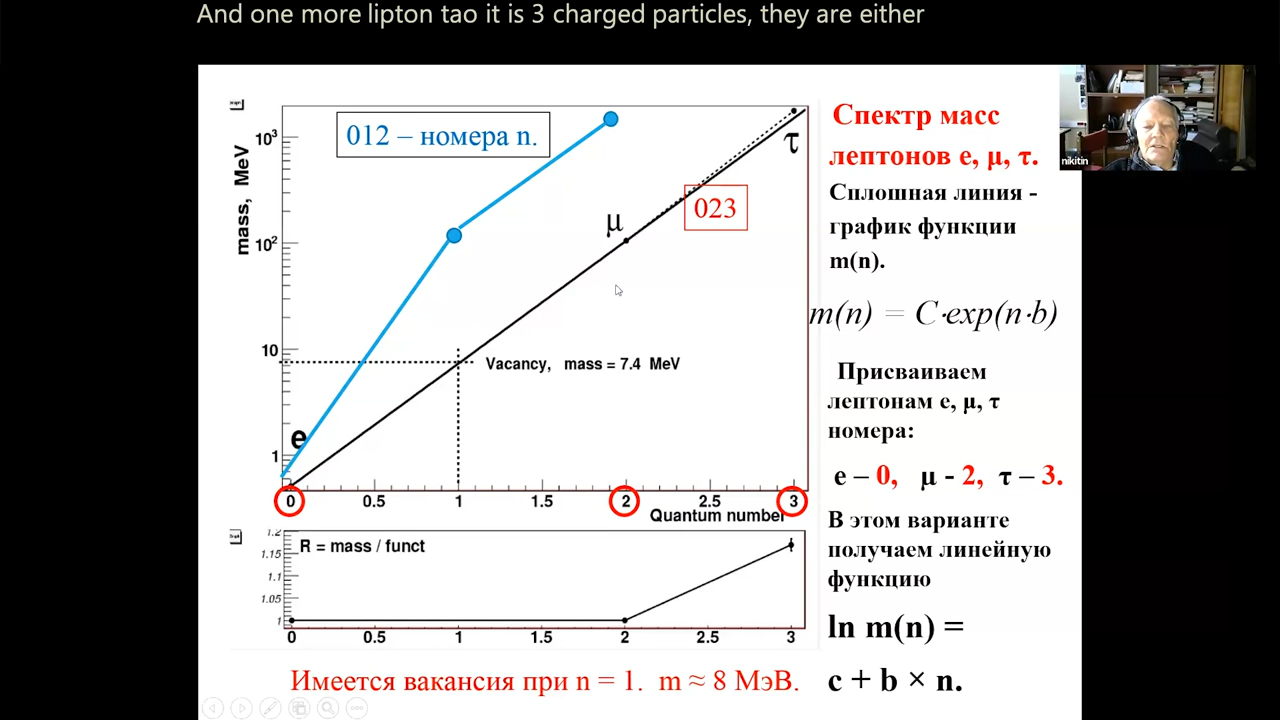 And one more lipton tao it is 3 charged particles, they are either
nikitin
012 – номера n.
mass, MeV
10³
10²
10
1
τ
μ
023
e
Vacancy, mass = 7.4 MeV
0 0.5 1 1.5 2 2.5 3
Quantum number
1.2
1.15
1.1
1.05
1
R = mass / funct
0 0.5 1 1.5 2 2.5 3
Имеется вакансия при n = 1. m ≈ 8 МэВ.
Спектр масс
лептонов e, μ, τ.
Сплошная линия -
график функции
m(n).
m(n) = C·exp(n·b)
Присваиваем
лептонам e, μ, τ
номера:
e – 0, μ - 2, τ – 3.
В этом варианте
получаем линейную
функцию
ln m(n) =
c + b × n.